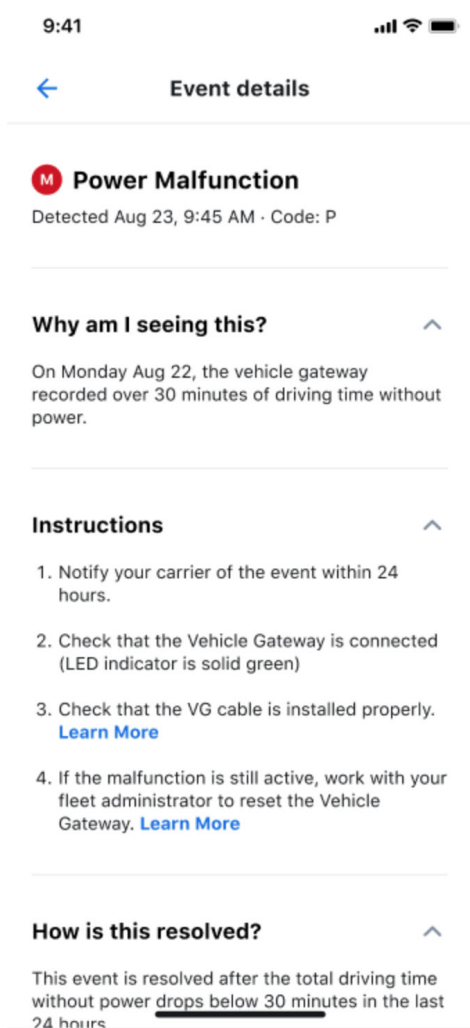 9:41
Event details
M Power Malfunction
Detected Aug 23, 9:45 AM · Code: P
Why am I seeing this?
On Monday Aug 22, the vehicle gateway
recorded over 30 minutes of driving time without
power.
Instructions
1. Notify your carrier of the event within 24
hours.
2. Check that the Vehicle Gateway is connected
(LED indicator is solid green)
3. Check that the VG cable is installed properly.
Learn More
4. If the malfunction is still active, work with your
fleet administrator to reset the Vehicle
Gateway. Learn More
How is this resolved?
This event is resolved after the total driving time
without power drops below 30 minutes in the last
24 hours